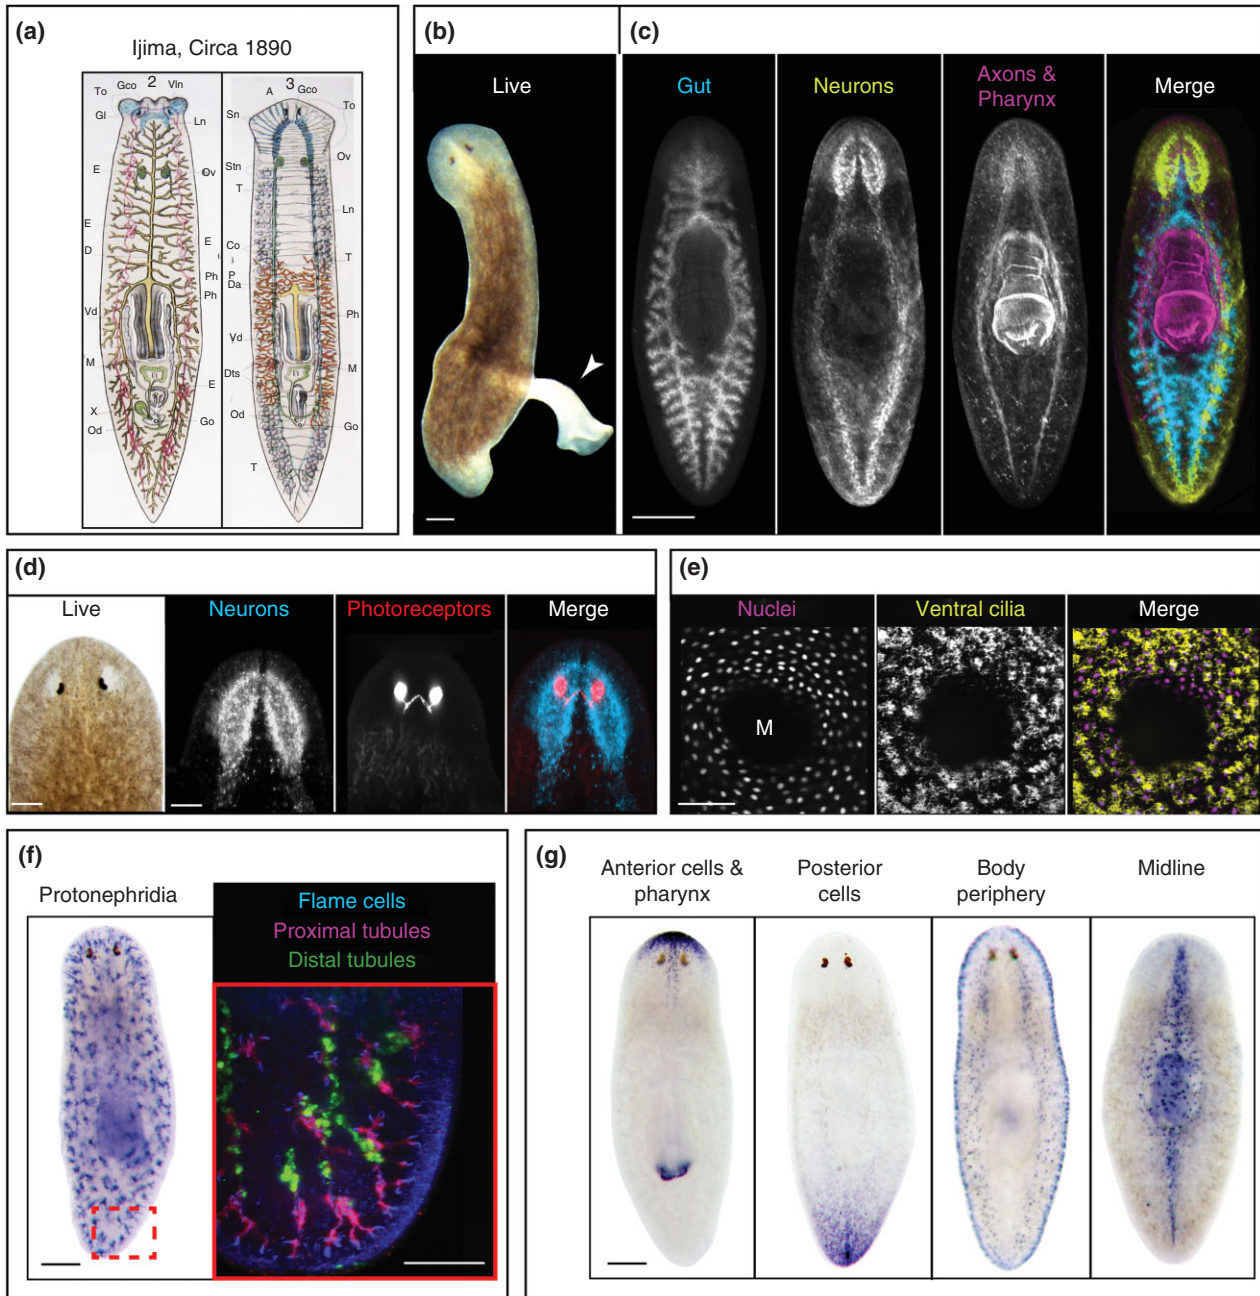 (a)
Ijima, Circa 1890
2
3
To
Gco
Vln
Gl
Ln
E
Ov
E
D
E
Ph
Ph
Vd
M
E
X
Od
Go
A
Gco
To
Sn
Ov
Stn
T
Ln
Co
T
P
Da
Ph
Vd
M
Dts
Od
Go
T
(b)
Live
(c)
Gut
Neurons
Axons &
Pharynx
Merge
(d)
Live
Neurons
Photoreceptors
Merge
(e)
Nuclei
Ventral cilia
Merge
M
(f)
Protonephridia
Flame cells
Proximal tubules
Distal tubules
(g)
Anterior cells &
pharynx
Posterior
cells
Body
periphery
Midline